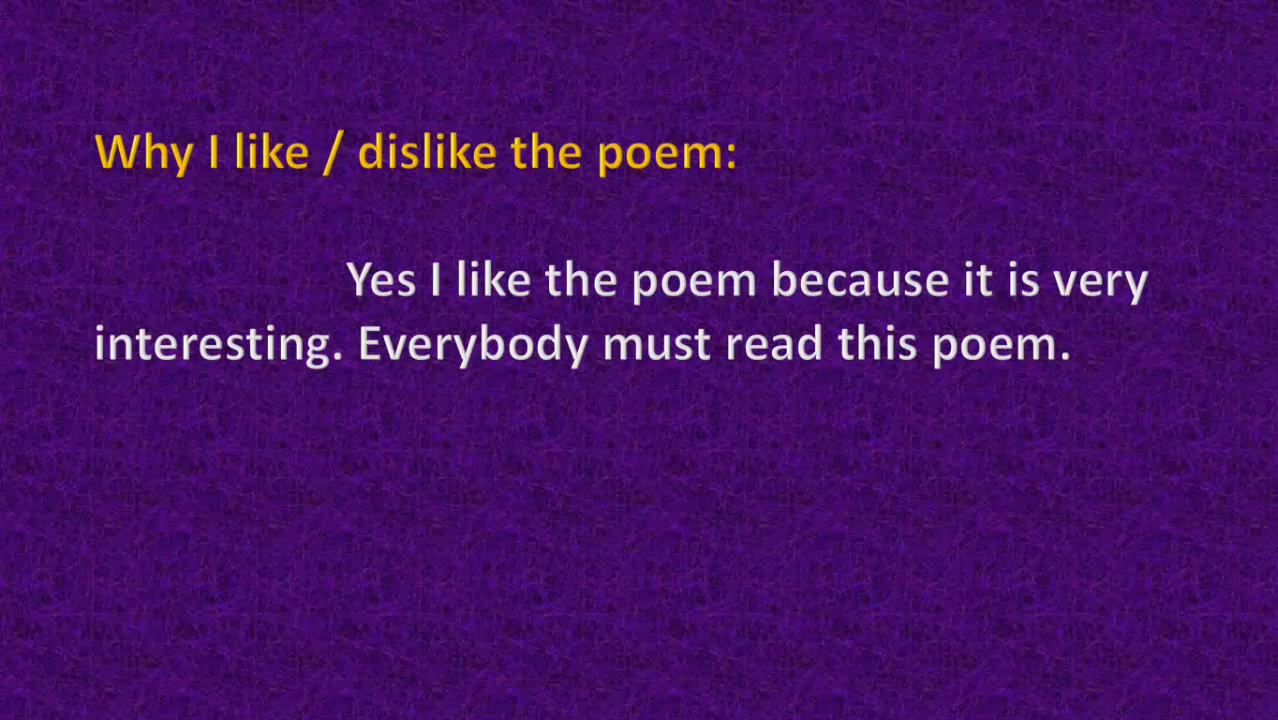 Why I like / dislike the poem:
Yes I like the poem because it is very
interesting. Everybody must read this poem.